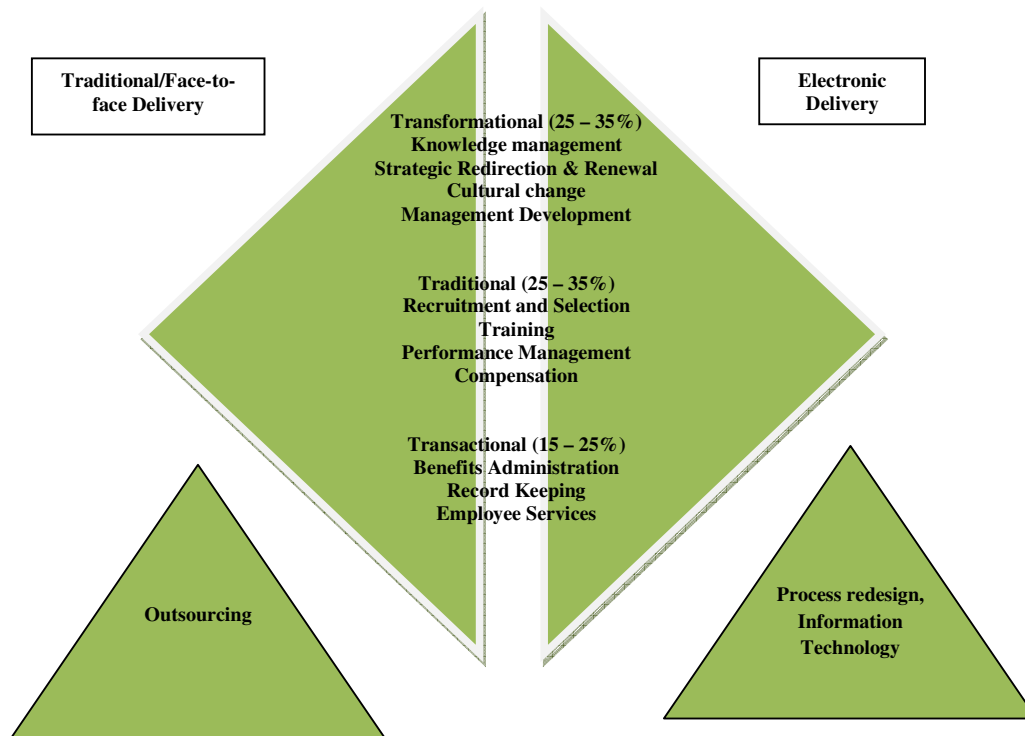 Traditional/Face-to-
face Delivery
Electronic
Delivery
Transformational (25 – 35%)
Knowledge management
Strategic Redirection & Renewal
Cultural change
Management Development
Traditional (25 – 35%)
Recruitment and Selection
Training
Performance Management
Compensation
Transactional (15 – 25%)
Benefits Administration
Record Keeping
Employee Services
Outsourcing
Process redesign,
Information
Technology